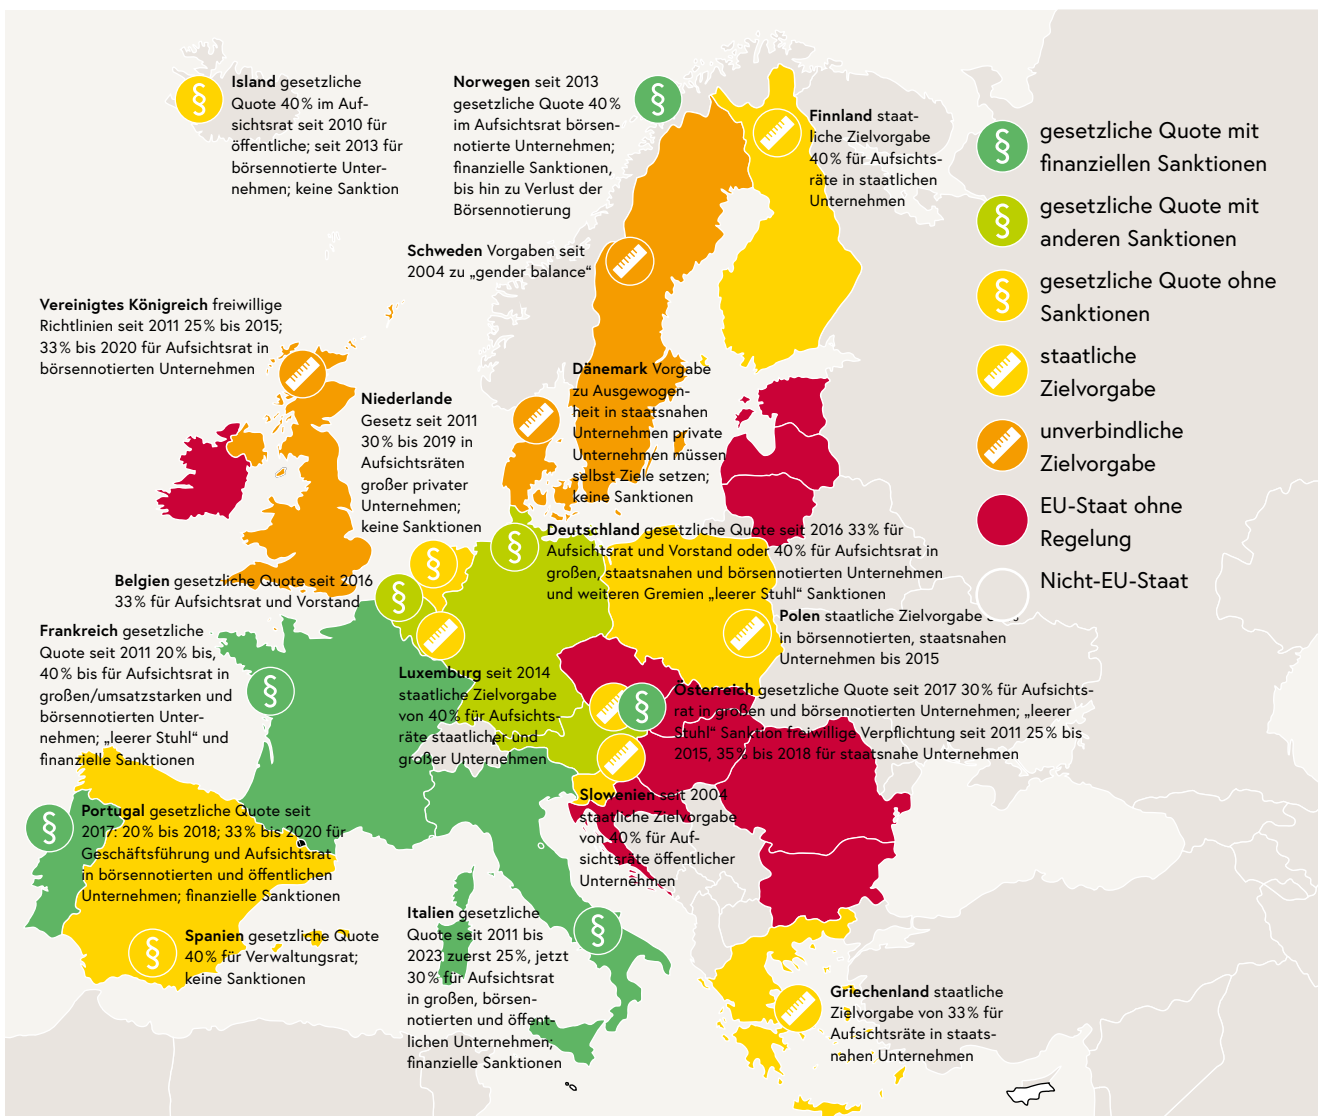 Island gesetzliche
Quote 40 % im Auf-
sichtsrat seit 2010 für
öffentliche; seit 2013 für
börsennotierte Unter-
nehmen; keine Sanktion
Norwegen seit 2013
gesetzliche Quote 40 %
im Aufsichtsrat börsen-
notierte Unternehmen;
finanzielle Sanktionen,
bis hin zu Verlust der
Börsennotierung
Finnland staat-
liche Zielvorgabe
40 % für Aufsichts-
räte in staatlichen
Unternehmen
Schweden Vorgaben seit
2004 zu „gender balance“
Vereinigtes Königreich freiwillige
Richtlinien seit 2011 25 % bis 2015;
33 % bis 2020 für Aufsichtsrat in
börsennotierten Unternehmen
Niederlande
Gesetz seit 2011
30 % bis 2019 in
Aufsichtsräten
großer privater
Unternehmen;
keine Sanktionen
Dänemark Vorgabe
zu Ausgewogen-
heit in staatsnahen
Unternehmen private
Unternehmen müssen
selbst Ziele setzen;
keine Sanktionen
Deutschland gesetzliche Quote seit 2016 33 % für
Aufsichtsrat und Vorstand oder 40 % für Aufsichtsrat in
großen, staatsnahen und börsennotierten Unternehmen
und weiteren Gremien „leerer Stuhl“ Sanktionen
Belgien gesetzliche Quote seit 2016
33 % für Aufsichtsrat und Vorstand
Polen staatliche Zielvorgabe
in börsennotierten, staatsnahen
Unternehmen bis 2015
Frankreich gesetzliche
Quote seit 2011 20 % bis,
40 % bis für Aufsichtsrat in
großen/umsatzstarken und
börsennotierten Unter-
nehmen; „leerer Stuhl“ und
finanzielle Sanktionen
Luxemburg seit 2014
staatliche Zielvorgabe
von 40 % für Aufsichts-
räte staatlicher und
großer Unternehmen
Österreich gesetzliche Quote seit 2017 30 % für Aufsichts-
rat in großen und börsennotierten Unternehmen; „leerer
Stuhl“ Sanktion freiwillige Verpflichtung seit 2011 25 % bis
2015, 35 % bis 2018 für staatsnahe Unternehmen
Slowenien seit 2004
staatliche Zielvorgabe
von 40 % für Auf-
sichtsräte öffentlicher
Unternehmen
Portugal gesetzliche Quote seit
2017: 20 % bis 2018; 33 % bis 2020 für
Geschäftsführung und Aufsichtsrat
in börsennotierten und öffentlichen
Unternehmen; finanzielle Sanktionen
Spanien gesetzliche Quote
40 % für Verwaltungsrat;
keine Sanktionen
Italien gesetzliche
Quote seit 2011 bis
2023 zuerst 25 %, jetzt
30 % für Aufsichtsrat
in großen, börsen-
notierten und öffent-
lichen Unternehmen;
finanzielle Sanktionen
Griechenland staatliche
Zielvorgabe von 33 % für
Aufsichtsräte in staats-
nahen Unternehmen
§ gesetzliche Quote mit
finanziellen Sanktionen
§ gesetzliche Quote mit
anderen Sanktionen
§ gesetzliche Quote ohne
Sanktionen
staatliche
Zielvorgabe
unverbindliche
Zielvorgabe
EU-Staat ohne
Regelung
Nicht-EU-Staat